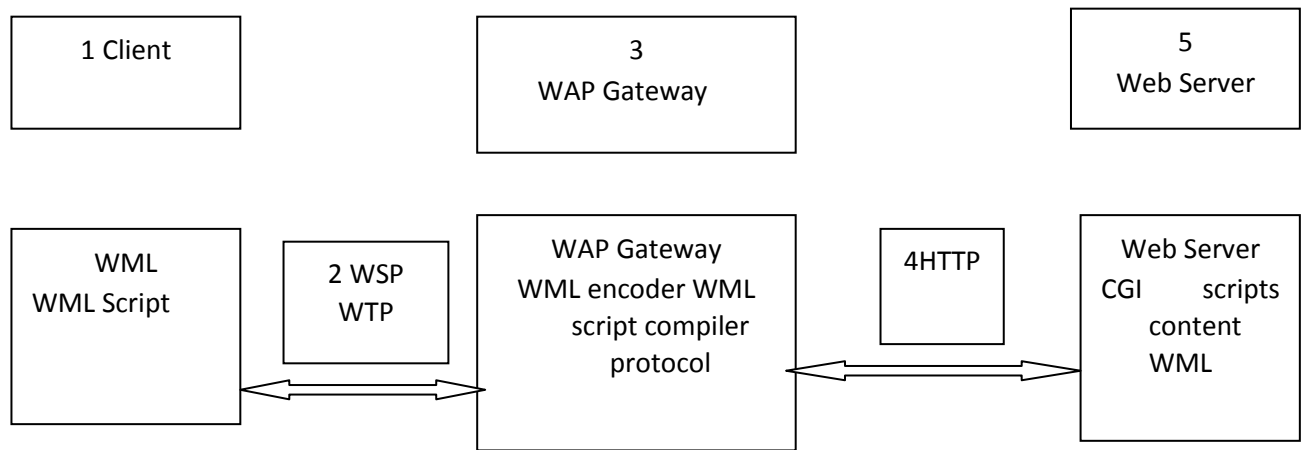 1 Client
3
WAP Gateway
5
Web Server
WML
WML Script
2 WSP
WTP
WAP Gateway
WML encoder WML
script compiler
protocol
4HTTP
Web Server
CGI scripts
content
WML